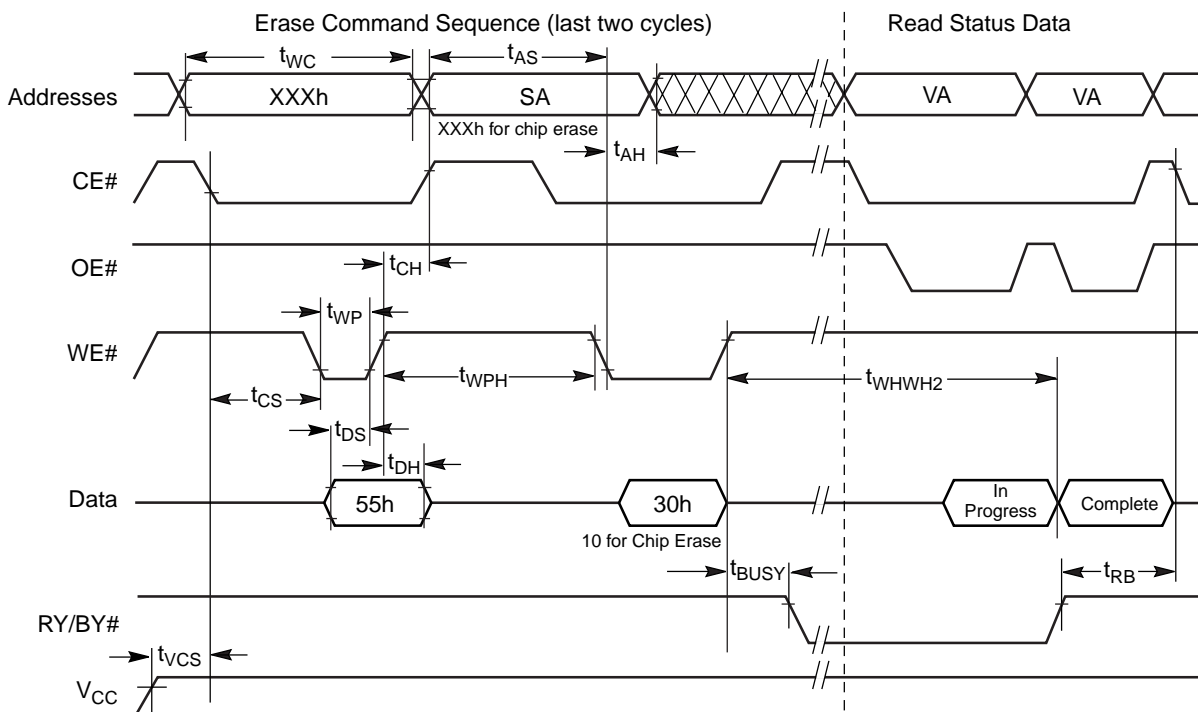 Erase Command Sequence (last two cycles) Read Status Data
tWC tAS
Addresses XXXh SA VA VA
XXXh for chip erase
tAH
CE#
OE#
tCH
tWP
WE#
tWPH tWHWH2
tCS
tDS
tDH
Data 55h 30h In Progress Complete
10 for Chip Erase
tBUSY tRB
RY/BY#
tVCS
VCC